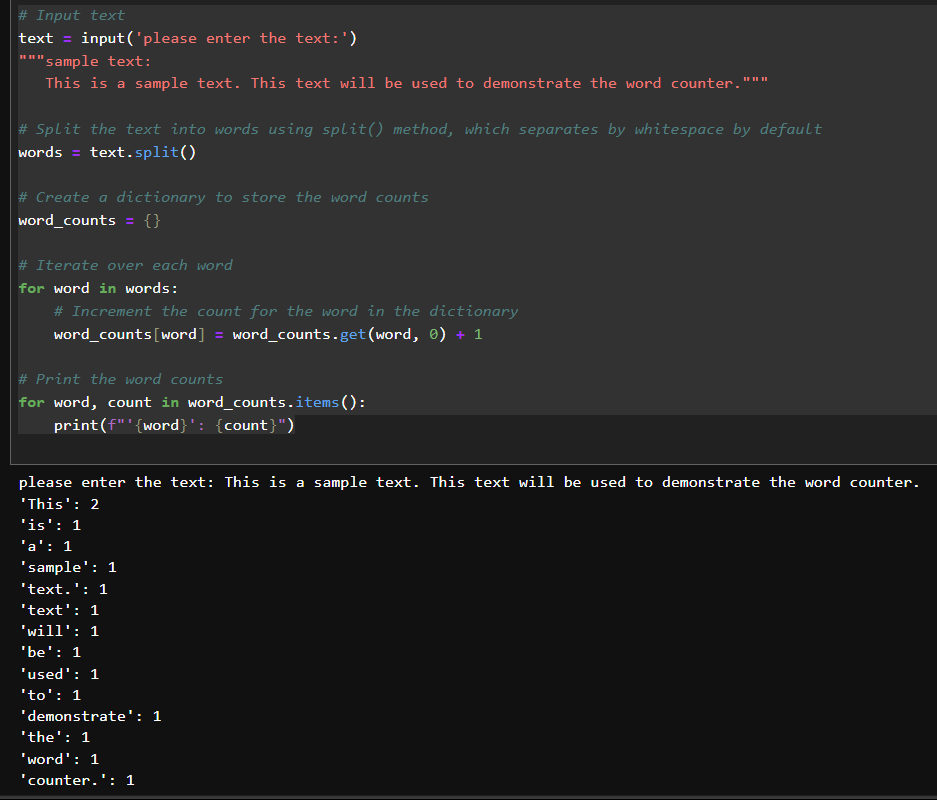 # Input text
text = input('please enter the text:')
"""sample text:
   This is a sample text. This text will be used to demonstrate the word counter."""
# Split the text into words using split() method, which separates by whitespace by default
words = text.split()
# Create a dictionary to store the word counts
word_counts = {}
# Iterate over each word
for word in words:
    # Increment the count for the word in the dictionary
    word_counts[word] = word_counts.get(word, 0) + 1
# Print the word counts
for word, count in word_counts.items():
    print(f"'{word}': {count}")
please enter the text: This is a sample text. This text will be used to demonstrate the word counter.
'This': 2
'is': 1
'a': 1
'sample': 1
'text.': 1
'text': 1
'will': 1
'be': 1
'used': 1
'to': 1
'demonstrate': 1
'the': 1
'word': 1
'counter.': 1